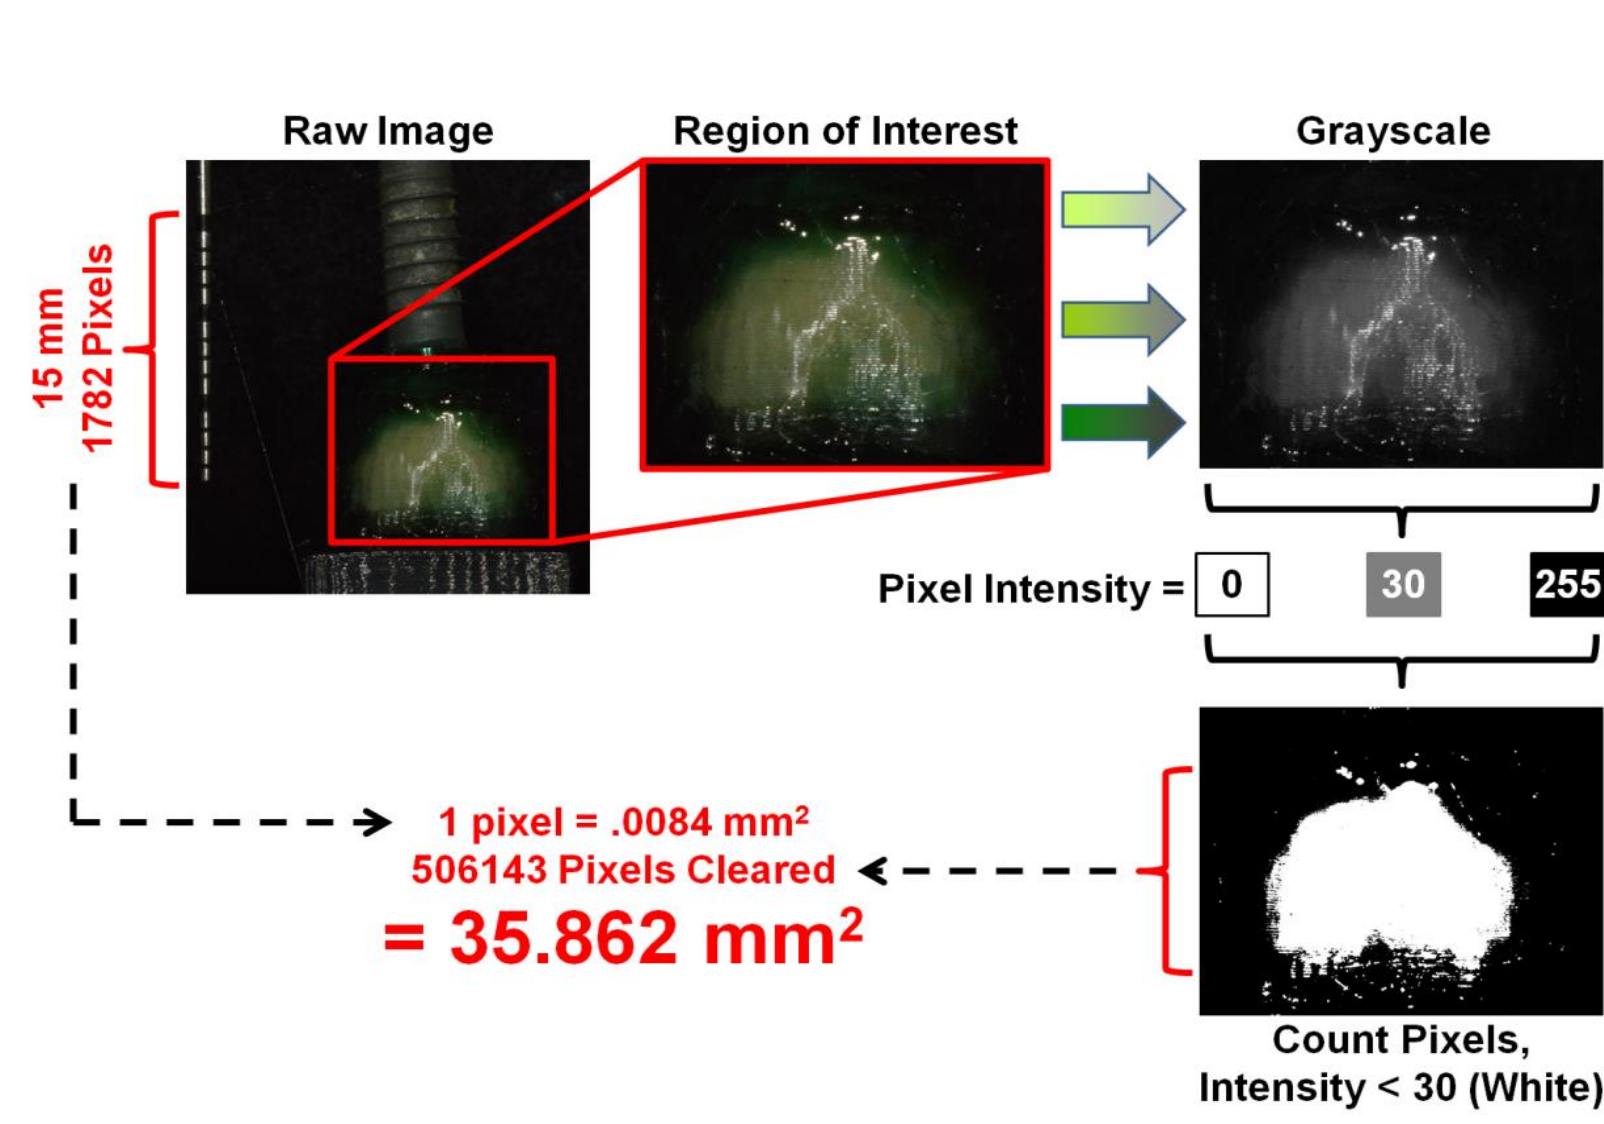 Raw Image
Region of Interest
Grayscale
15 mm
1782 Pixels
Pixel Intensity =
0
30
255
1 pixel = .0084 mm²
506143 Pixels Cleared
= 35.862 mm²
Count Pixels,
Intensity < 30 (White)